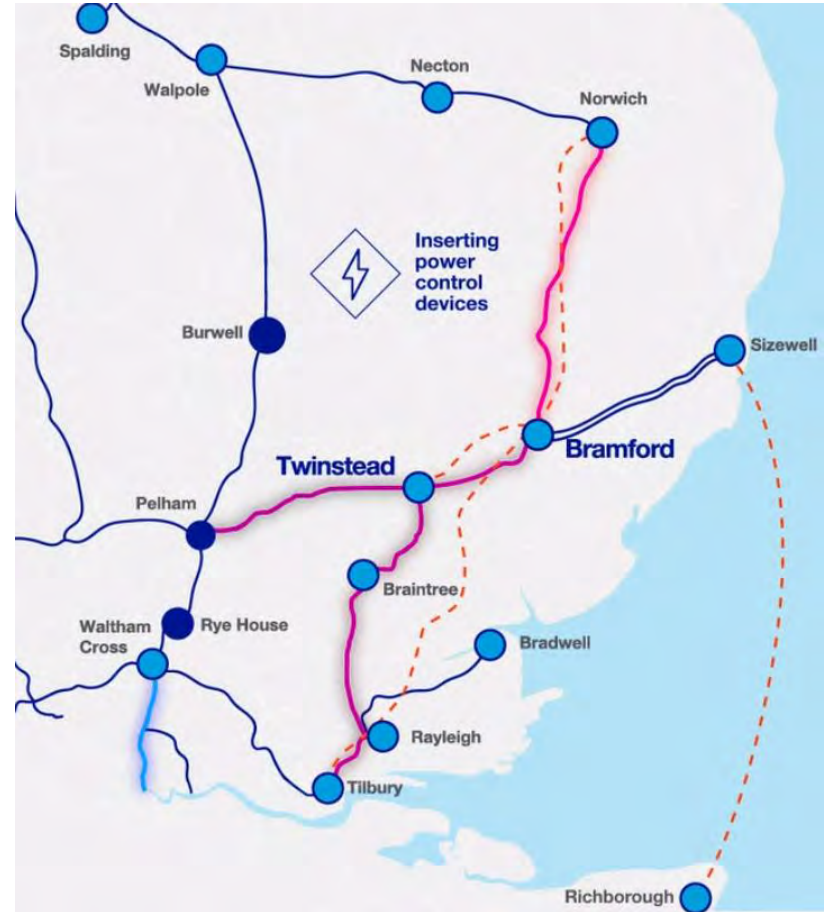 Spalding
Walpole
Necton
Norwich
Inserting
power
control
devices
Burwell
Sizewell
Twinstead
Bramford
Pelham
Braintree
Waltham
Cross
Rye House
Bradwell
Rayleigh
Tilbury
Richborough